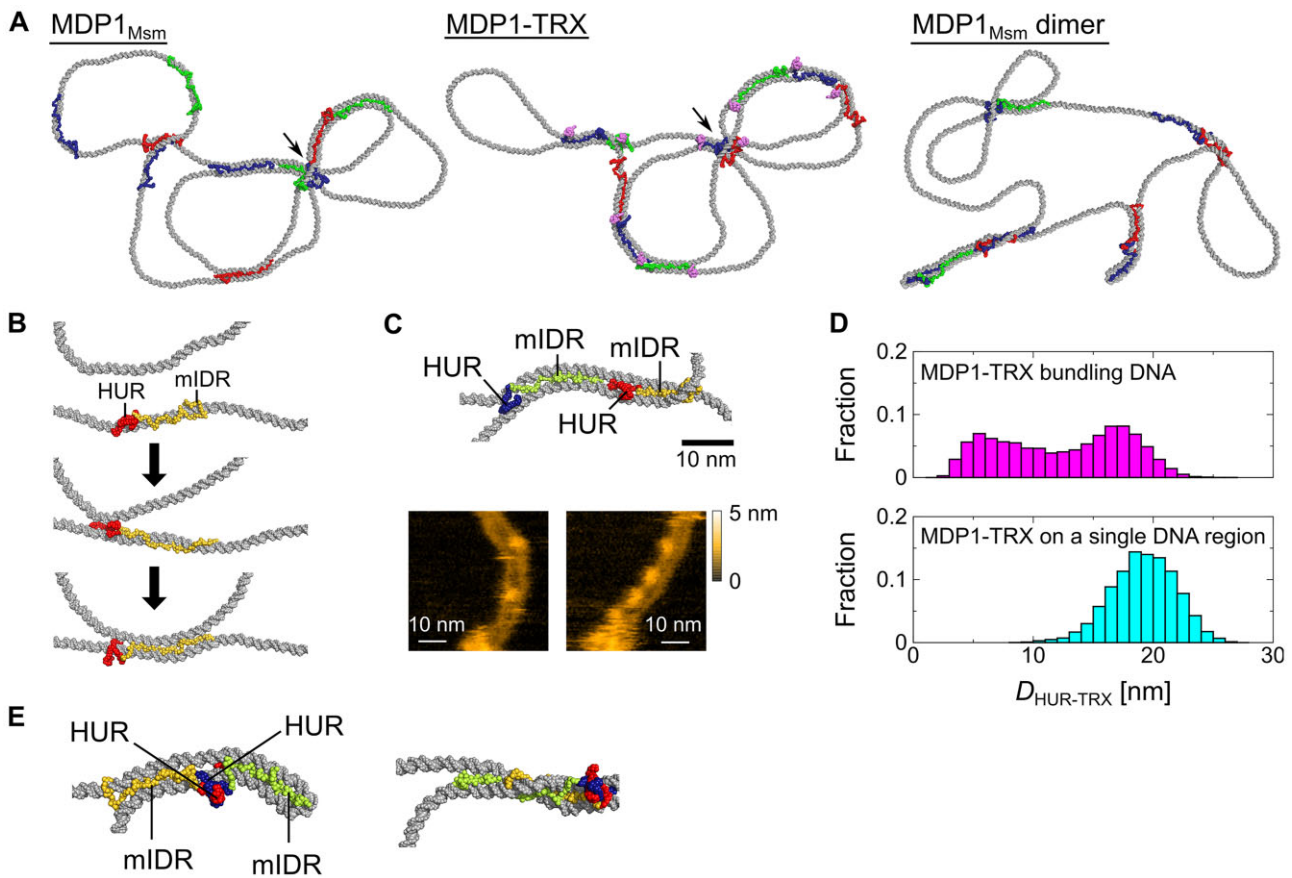 A
MDP1Msm
MDP1-TRX
MDP1Msm dimer
B
HUR
mIDR
C
mIDR
mIDR
HUR
HUR
10 nm
5 nm
0
10 nm
10 nm
D
0.2
MDP1-TRX bundling DNA
0.1
0
Fraction
0.2
MDP1-TRX on a single DNA region
0.1
0
Fraction
0 10 20 30
DHUR-TRX [nm]
E
HUR
HUR
mIDR
mIDR